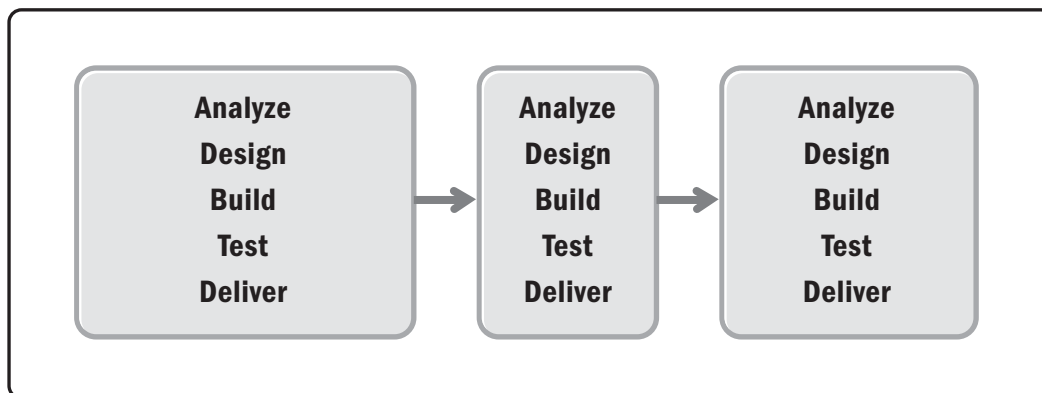 Analyze
Design
Build
Test
Deliver
Analyze
Design
Build
Test
Deliver
Analyze
Design
Build
Test
Deliver